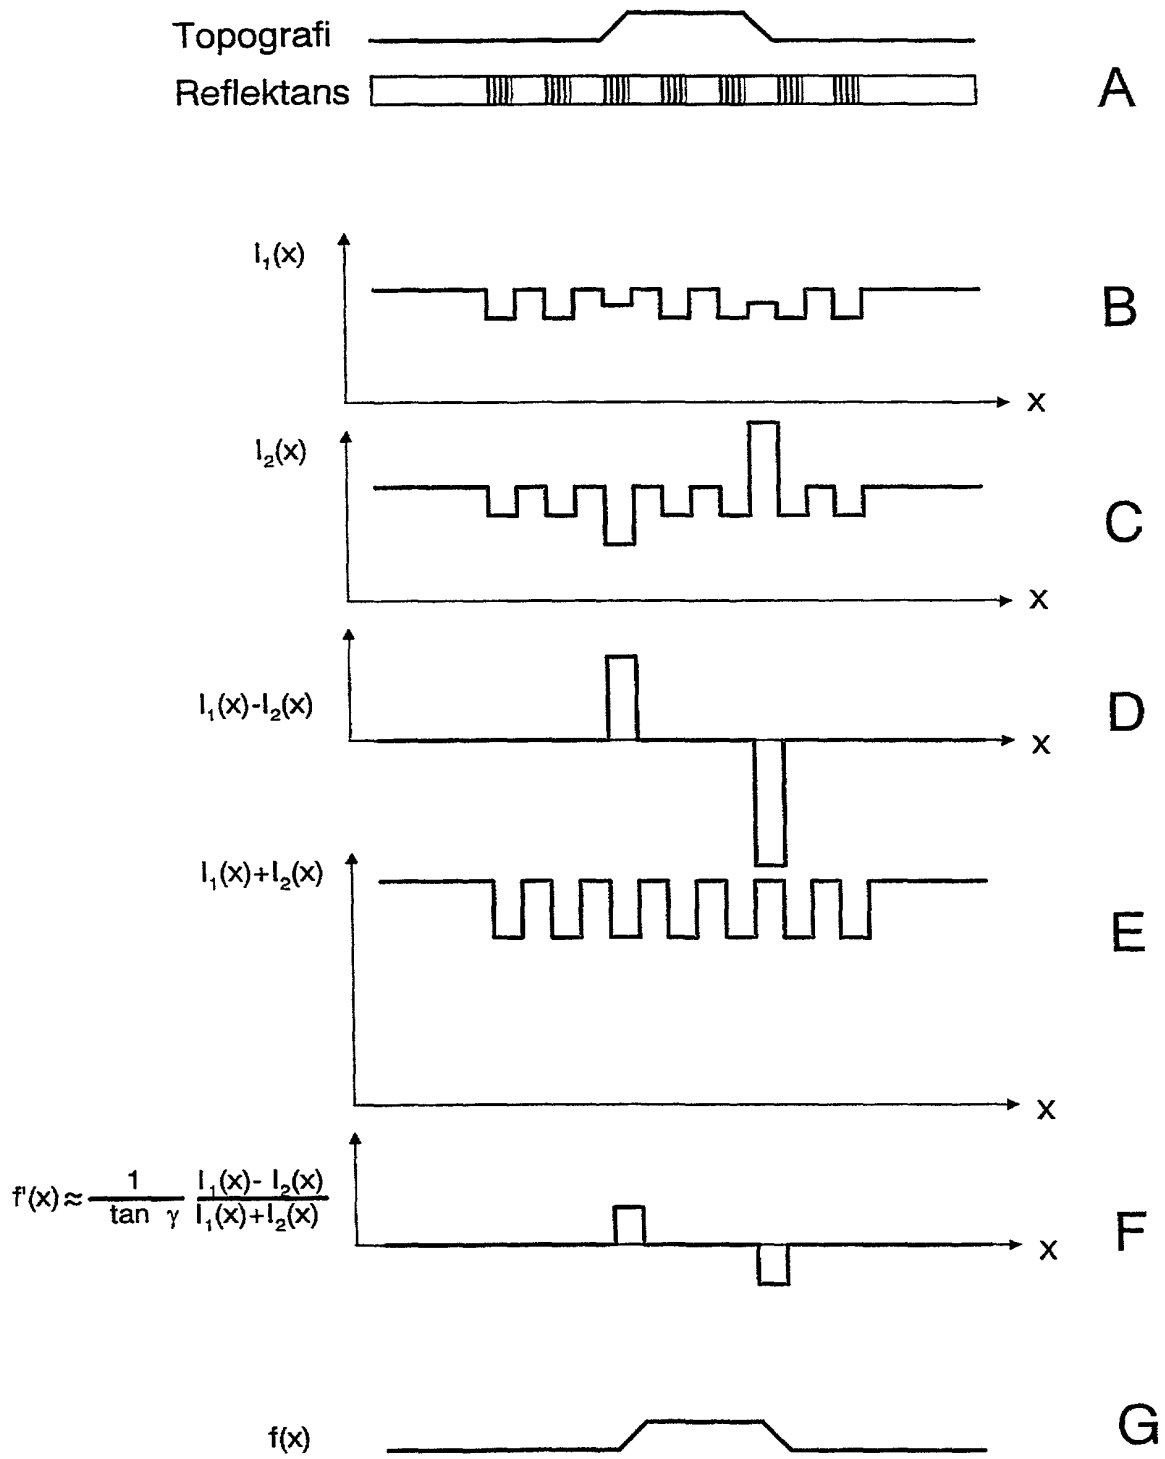 Topografi
Reflektans
A
I₁(x)
B
x
I₂(x)
C
x
I₁(x)-I₂(x)
D
x
I₁(x)+I₂(x)
E
x
f'(x) ≈ 1 / tan γ I₁(x)- I₂(x) / I₁(x)+I₂(x)
F
x
f(x)
G